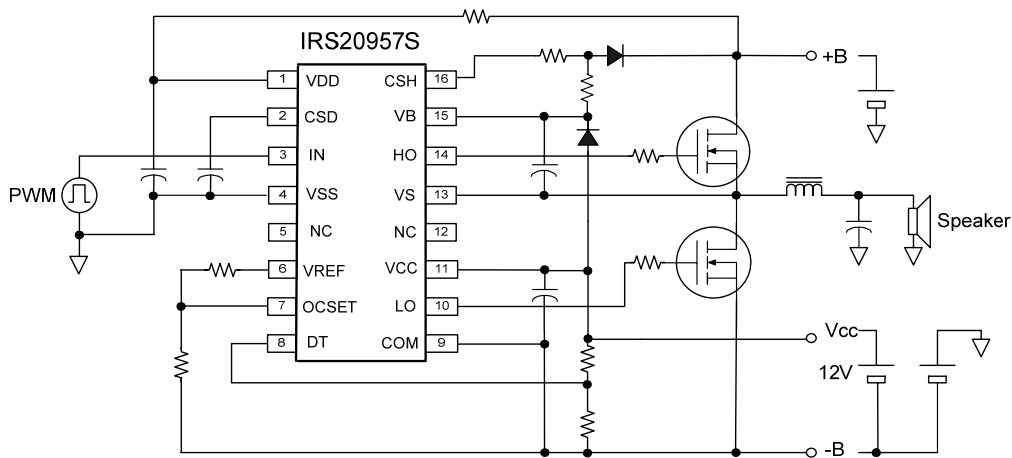 IRS20957S
1 VDD
2 CSD
3 IN
4 VSS
5 NC
6 VREF
7 OCSET
8 DT
CSH 16
VB 15
HO 14
VS 13
NC 12
VCC 11
LO 10
COM 9
PWM
+B
Speaker
Vcc
12V
-B